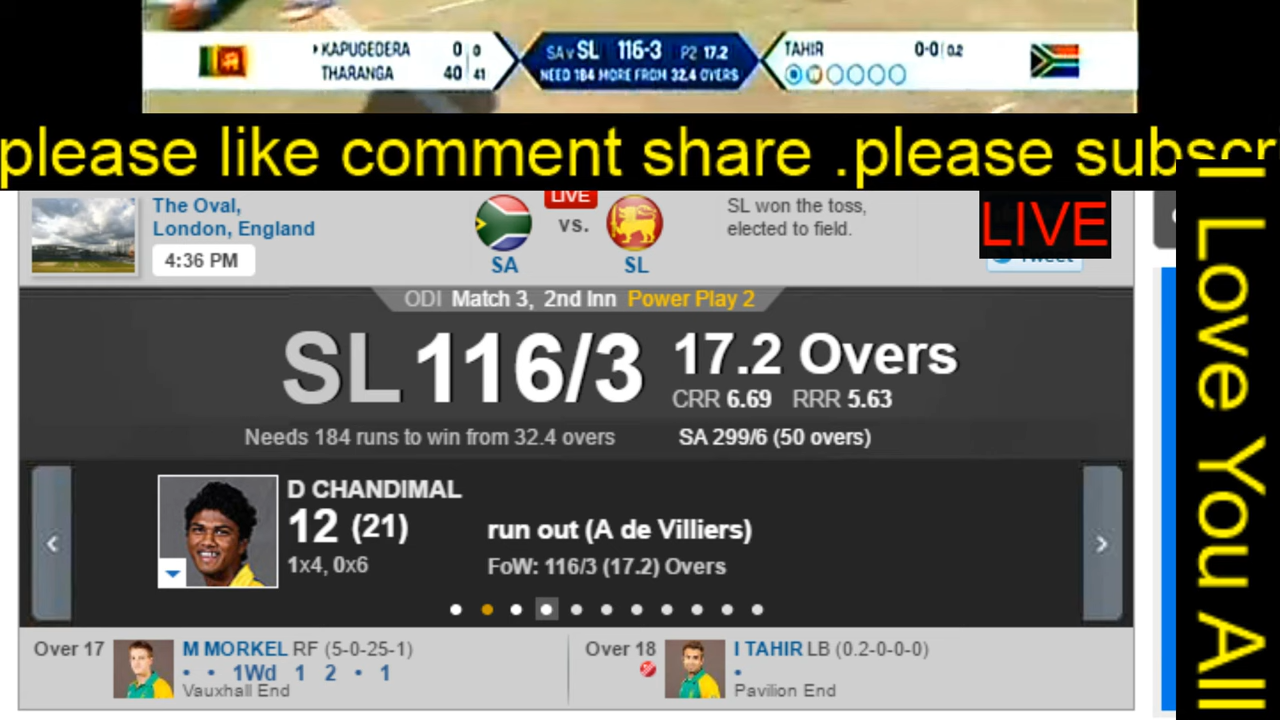 KAPUGEDERA 0 0
THARANGA 40 41
SA v SL 116-3 P2 17.2
NEED 184 MORE FROM 32.4 OVERS
TAHIR 0-0 0.2
please like comment share .please subscr
I Love You All
The Oval,
London, England
4:36 PM
LIVE
vs.
SA
SL
SL won the toss,
elected to field.
LIVE
Tweet
ODI Match 3, 2nd Inn Power Play 2
SL 116/3
17.2 Overs
CRR 6.69 RRR 5.63
Needs 184 runs to win from 32.4 overs
SA 299/6 (50 overs)
D CHANDIMAL
12 (21)
1x4, 0x6
run out (A de Villiers)
FoW: 116/3 (17.2) Overs
Over 17
M MORKEL RF (5-0-25-1)
• • 1Wd 1 2 • 1
Vauxhall End
Over 18
I TAHIR LB (0.2-0-0-0)
•
Pavilion End